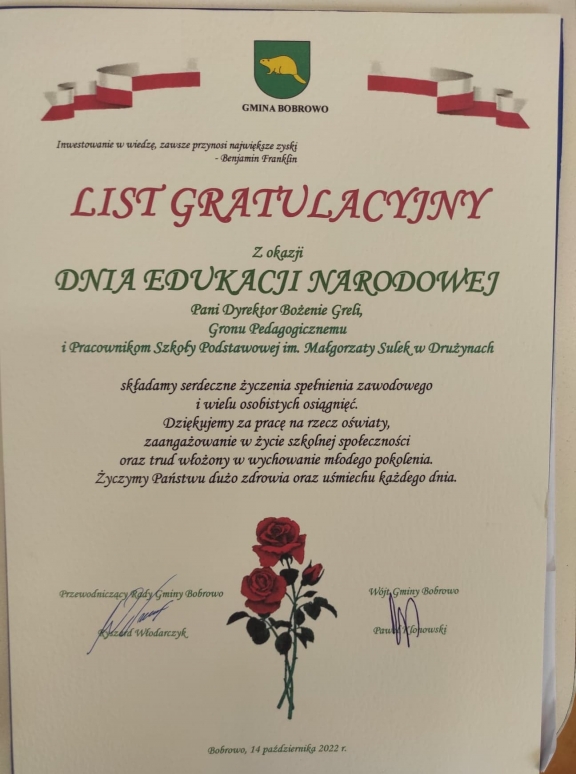 GMINA BOBROWO
Inwestowanie w wiedzę, zawsze przynosi największe zyski
- Benjamin Franklin
LIST GRATULACYJNY
Z okazji
DNIA EDUKACJI NARODOWEJ
Pani Dyrektor Bożenie Greli,
Gronu Pedagogicznemu
i Pracownikom Szkoły Podstawowej im. Małgorzaty Sulek w Drużynach
składamy serdeczne życzenia spełnienia zawodowego
i wielu osobistych osiągnięć.
Dziękujemy za pracę na rzecz oświaty,
zaangażowanie w życie szkolnej społeczności
oraz trud włożony w wychowanie młodego pokolenia.
Życzymy Państwu dużo zdrowia oraz uśmiechu każdego dnia.
Przewodniczący Rady Gminy Bobrowo
Ryszard Włodarczyk
Wójt Gminy Bobrowo
Paweł Klonowski
Bobrowo, 14 października 2022 r.